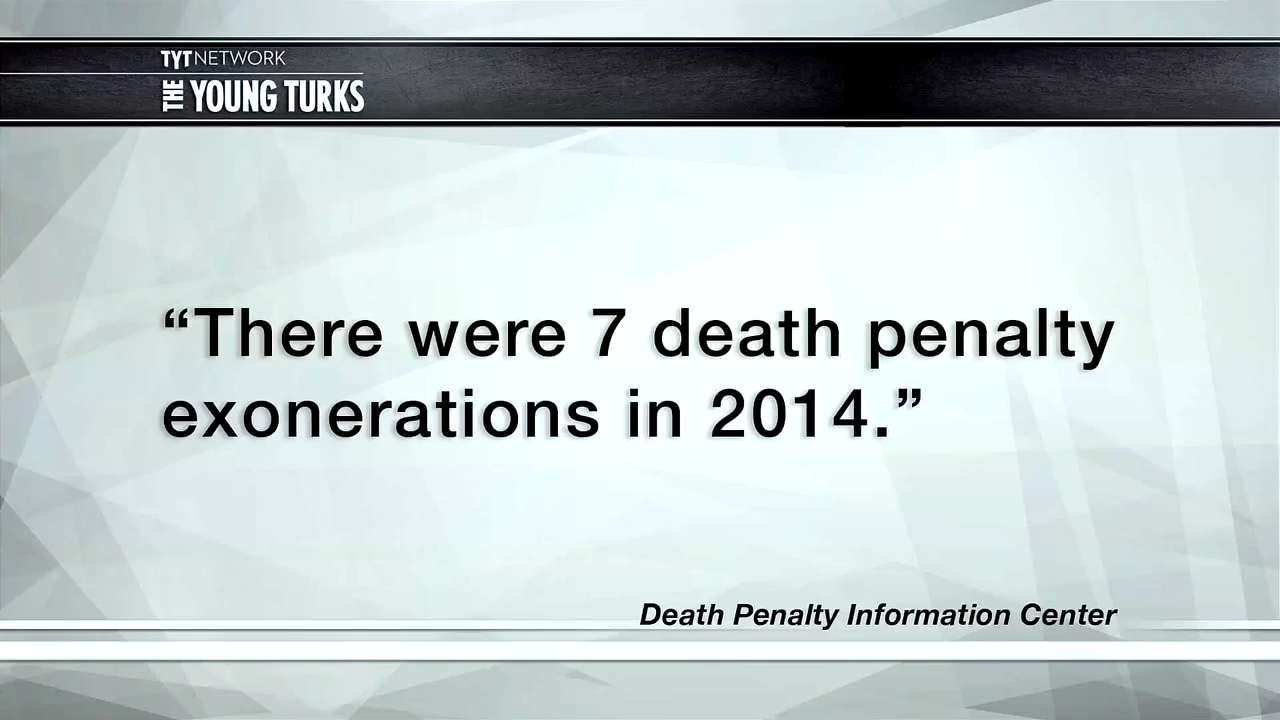 TYT NETWORK
THE YOUNG TURKS
“There were 7 death penalty
exonerations in 2014.”
Death Penalty Information Center